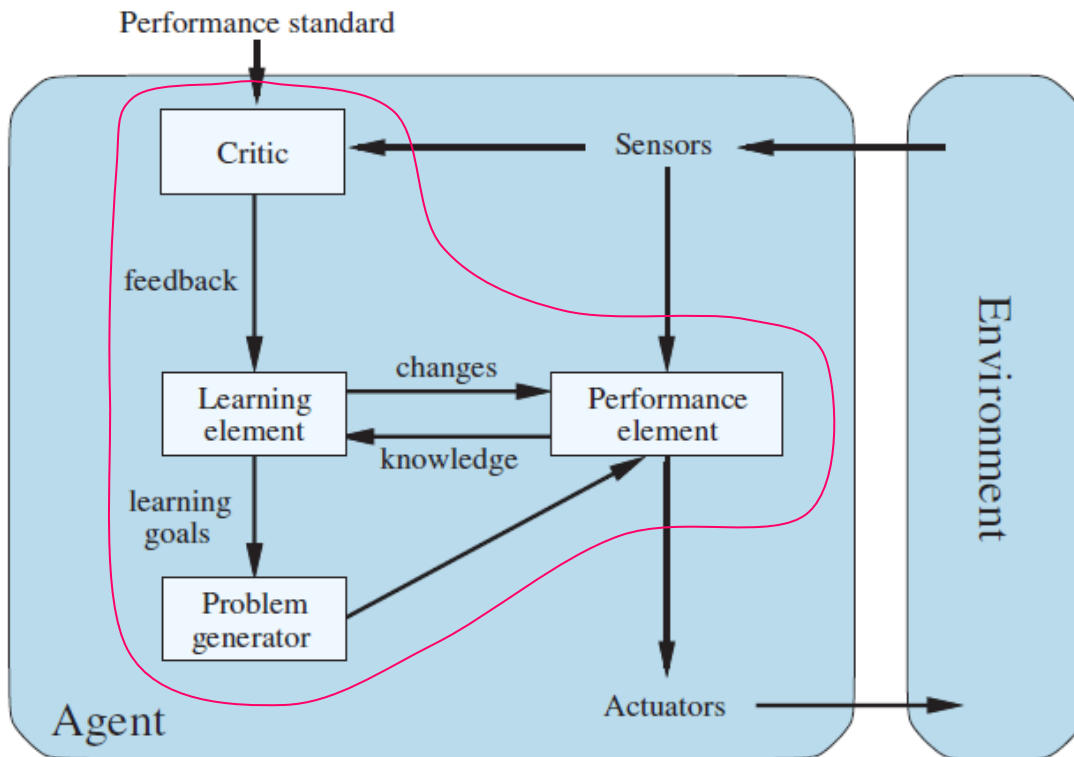 Performance standard
Critic
Sensors
feedback
changes
Learning
element
Performance
element
knowledge
learning
goals
Problem
generator
Actuators
Agent
Environment